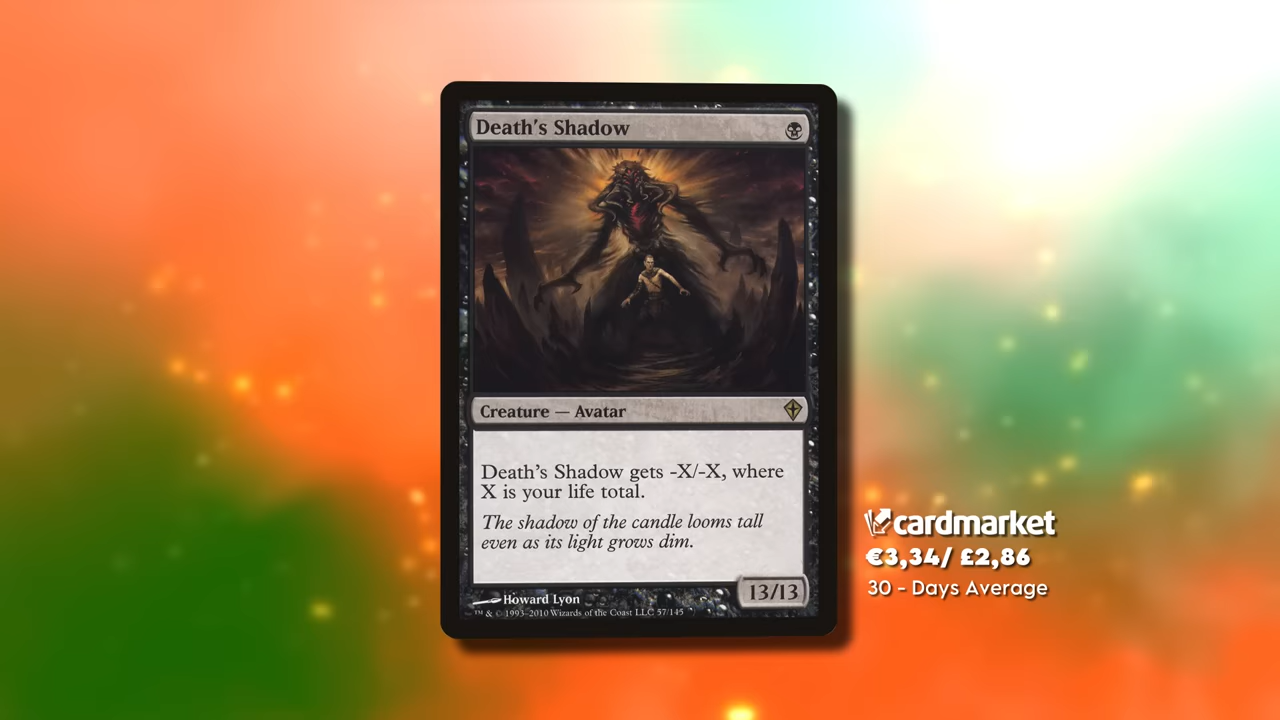 Death's Shadow
Creature — Avatar
Death's Shadow gets -X/-X, where
X is your life total.
The shadow of the candle looms tall
even as its light grows dim.
13/13
Howard Lyon
™ & © 1993–2010 Wizards of the Coast LLC 57/145
cardmarket
€3,34/ £2,86
30 - Days Average